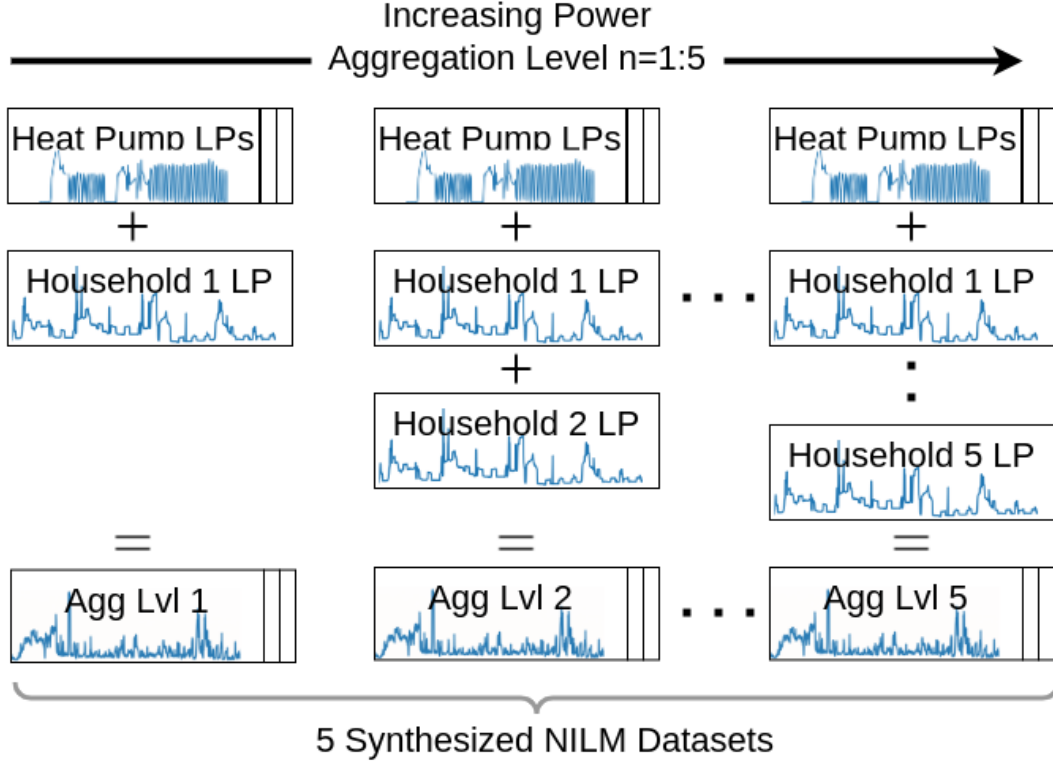 Increasing Power
Aggregation Level n=1:5
Heat Pump LPs
Heat Pump LPs
Heat Pump LPs
+
+
+
Household 1 LP
Household 1 LP
Household 1 LP
+
Household 2 LP
Household 5 LP
=
=
=
Agg Lvl 1
Agg Lvl 2
Agg Lvl 5
5 Synthesized NILM Datasets